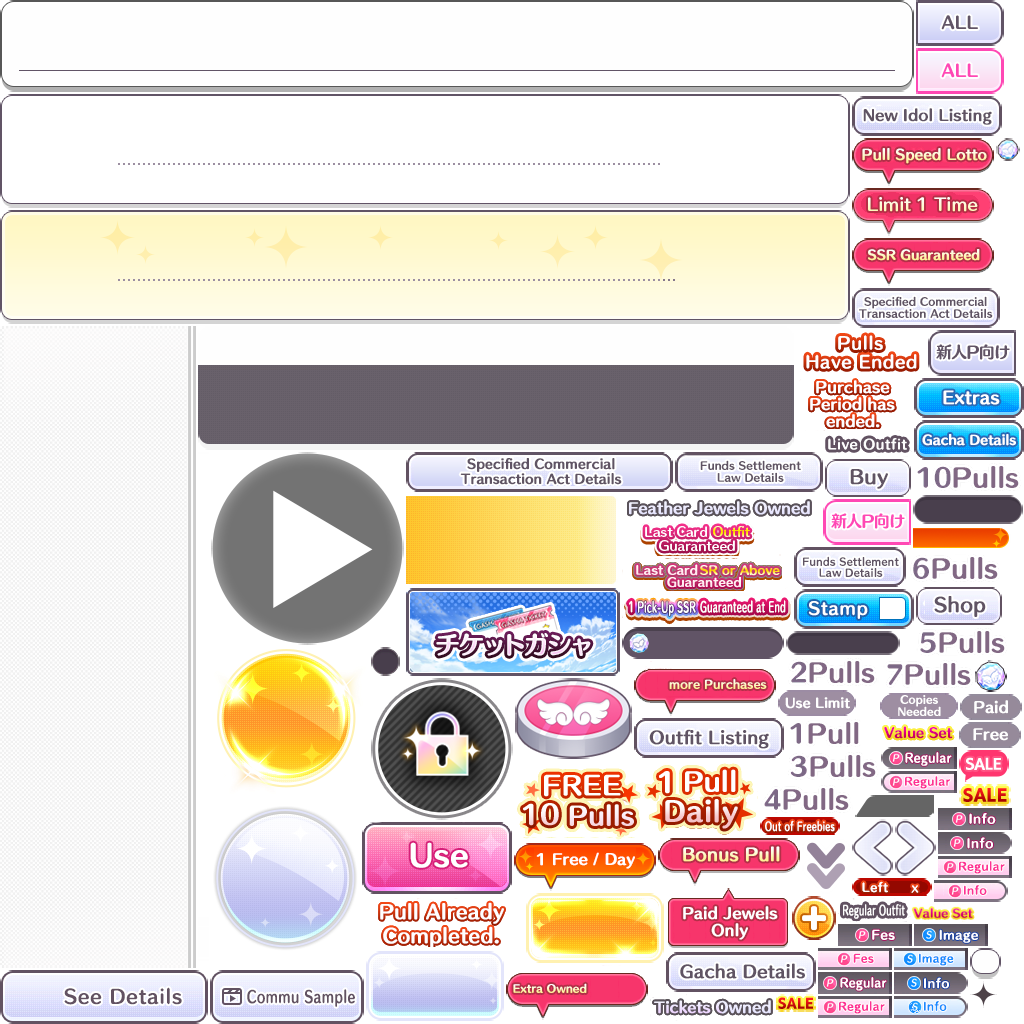 ALL
ALL
New Idol Listing
Pull Speed Lotto
Limit 1 Time
SSR Guaranteed
Specified Commercial
Transaction Act Details
Pulls
Have Ended
新人P向け
Purchase
Period has
ended.
Extras
Live Outfit
Gacha Details
Specified Commercial
Transaction Act Details
Funds Settlement
Law Details
Buy
10Pulls
Feather Jewels Owned
新人P向け
Last Card Outfit
Guaranteed
Last Card SR or Above
Guaranteed
Funds Settlement
Law Details
6Pulls
1 Pick-Up SSR Guaranteed at End
Stamp
Shop
チケットガシャ
5Pulls
2Pulls
7Pulls
more Purchases
Use Limit
Copies
Needed
Paid
Outfit Listing
1Pull
Value Set
Free
P Regular
SALE
3Pulls
P Regular
FREE
10 Pulls
1 Pull
Daily
4Pulls
SALE
Out of Freebies
P Info
P Info
Use
1 Free / Day
Bonus Pull
P Regular
Left x
P Info
Pull Already
Completed.
Paid Jewels
Only
Regular Outfit
Value Set
P Fes
S Image
P Fes
S Image
Gacha Details
P Regular
S Info
See Details
Commu Sample
Extra Owned
Tickets Owned
SALE
P Regular
S Info